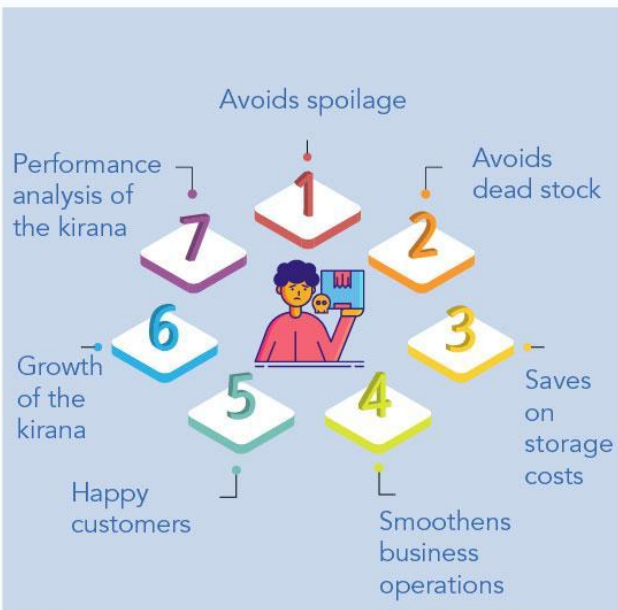 1
Avoids spoilage
2
Avoids
dead stock
3
Saves
on
storage
costs
4
Smoothens
business
operations
5
Happy
customers
6
Growth
of the
kirana
7
Performance
analysis of
the kirana